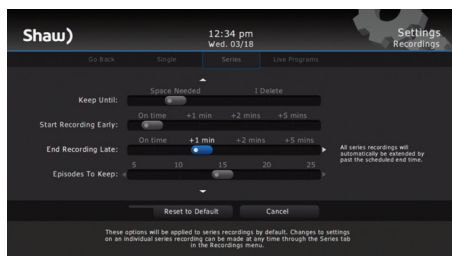 Shaw)
12:34 pm
Wed. 03/18
Settings
Recordings
Go Back Single Series Live Programs
Space Needed I Delete
Keep Until:
On time +1 min +2 mins +5 mins
Start Recording Early:
On time +1 min +2 mins +5 mins
End Recording Late:
All series recordings will
automatically be extended by
past the scheduled end time.
5 10 15 20 25
Episodes To Keep:
Reset to Default Cancel
These options will be applied to series recordings by default. Changes to settings
on an individual series recording can be made at any time through the Series tab
in the Recordings menu.